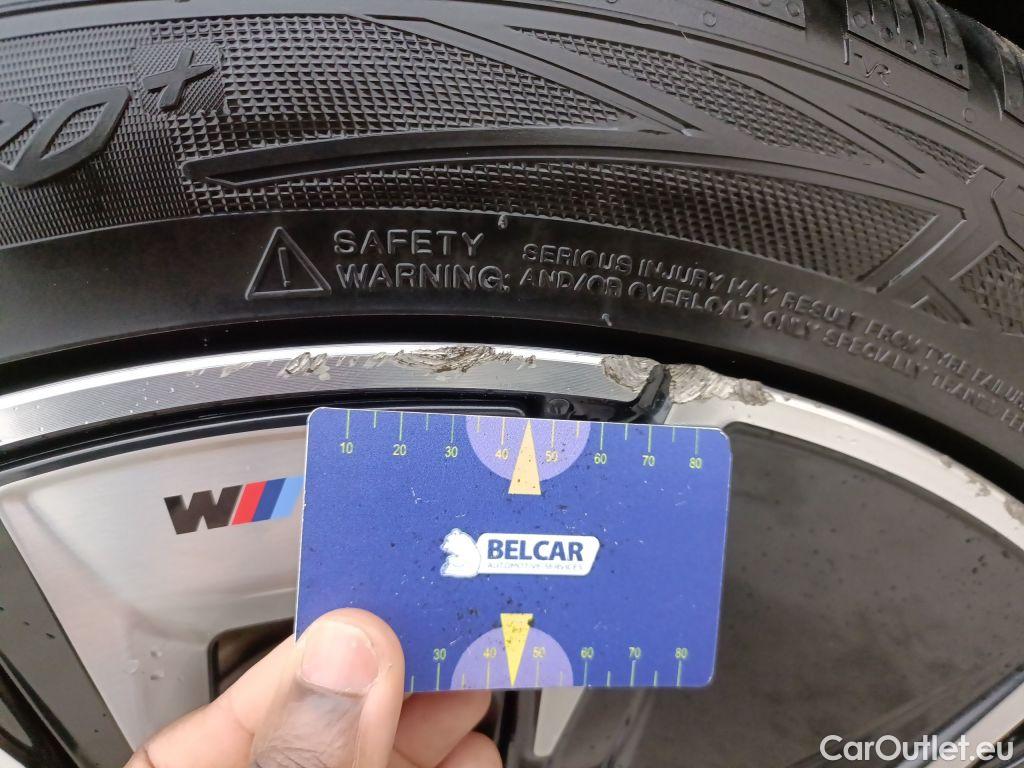 VR
SAFETY
WARNING:
SERIOUS INJURY MAY RESULT FROM TYRE FAILURE
AND/OR OVERLOAD, ONLY SPECIALLY
10 20 30 40 50 60 70 80
M
BELCAR
AUTOMOTIVE SERVICES
30 40 50 60 70 80
CarOutlet.eu